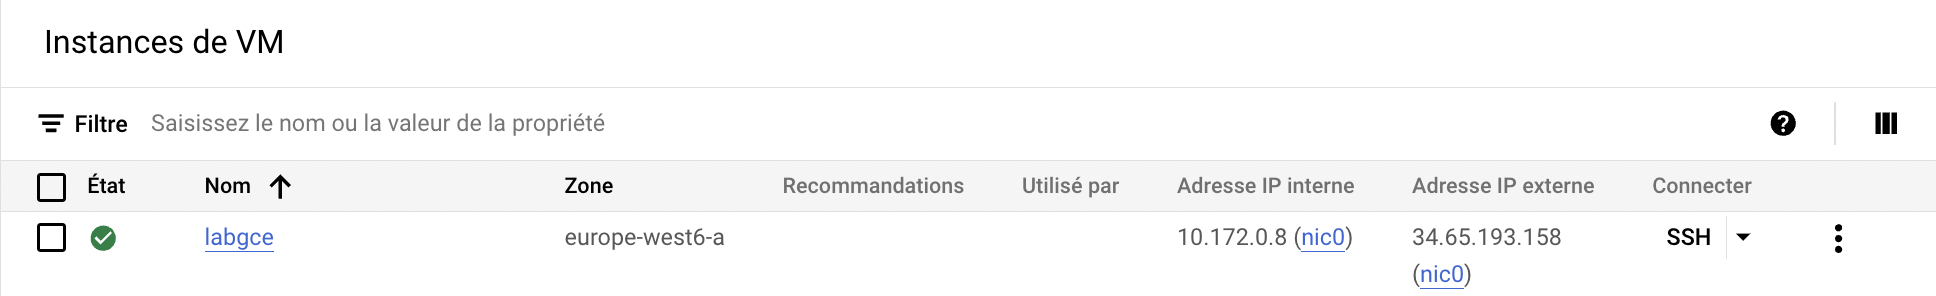 Instances de VM
Filtre Saisissez le nom ou la valeur de la propriété
État Nom Zone Recommandations Utilisé par Adresse IP interne Adresse IP externe Connecter
labgce europe-west6-a 10.172.0.8 (nic0) 34.65.193.158 SSH
(nic0)